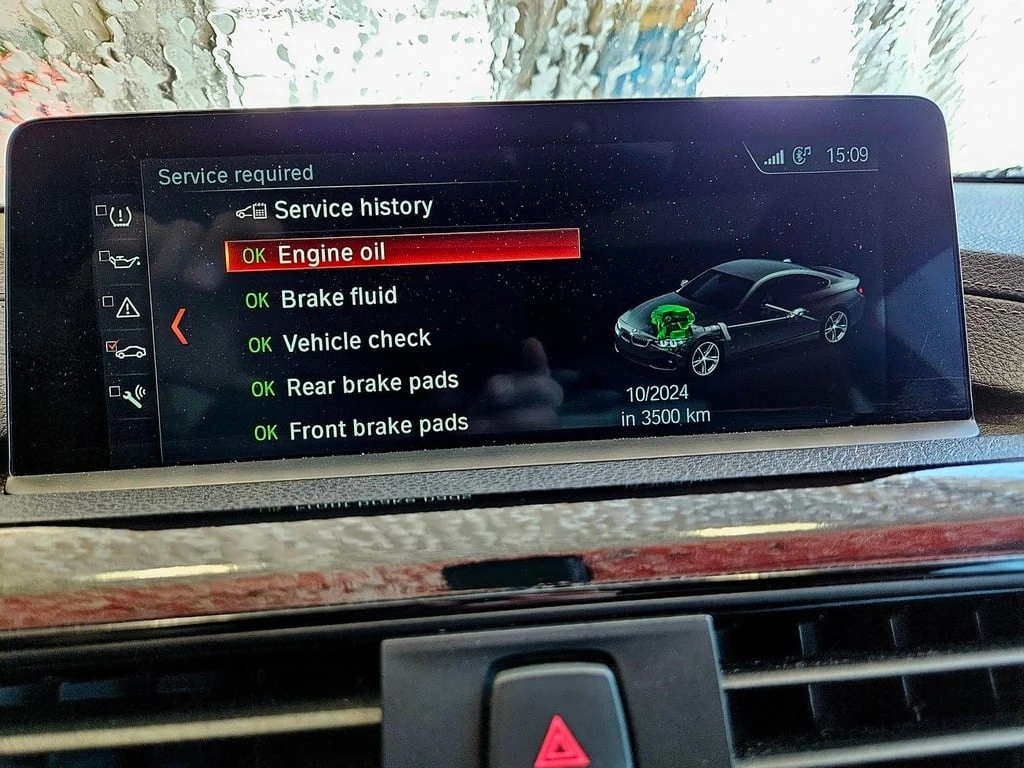 Service required
15:09
Service history
OK Engine oil
OK Brake fluid
OK Vehicle check
OK Rear brake pads
OK Front brake pads
10/2024
in 3500 km